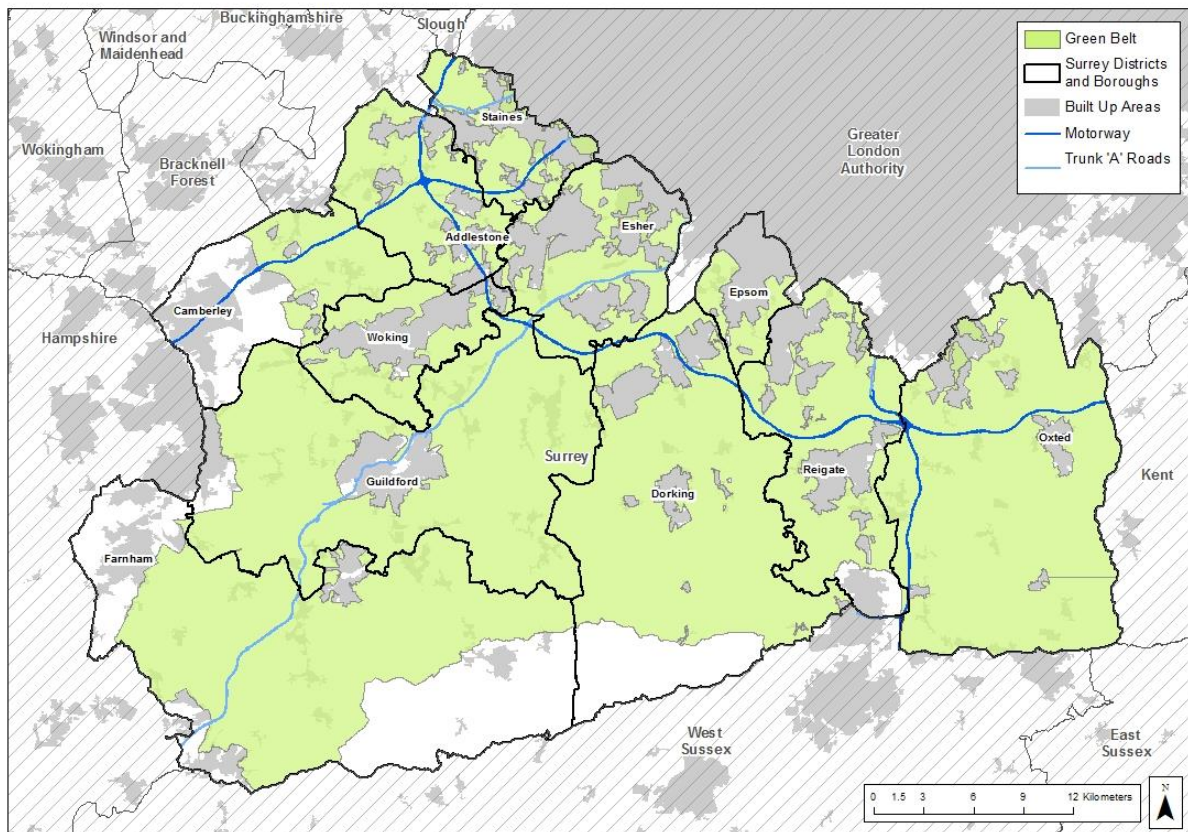 Buckinghamshire
Slough
Windsor and
Maidenhead
Wokingham
Bracknell
Forest
Staines
Greater
London
Authority
Green Belt
Surrey Districts
and Boroughs
Built Up Areas
Motorway
Trunk 'A' Roads
Addlestone
Esher
Epsom
Camberley
Hampshire
Woking
Oxted
Surrey
Reigate
Kent
Guildford
Dorking
Farnham
West
Sussex
East
Sussex
0 1.5 3 6 9 12 Kilometers
N